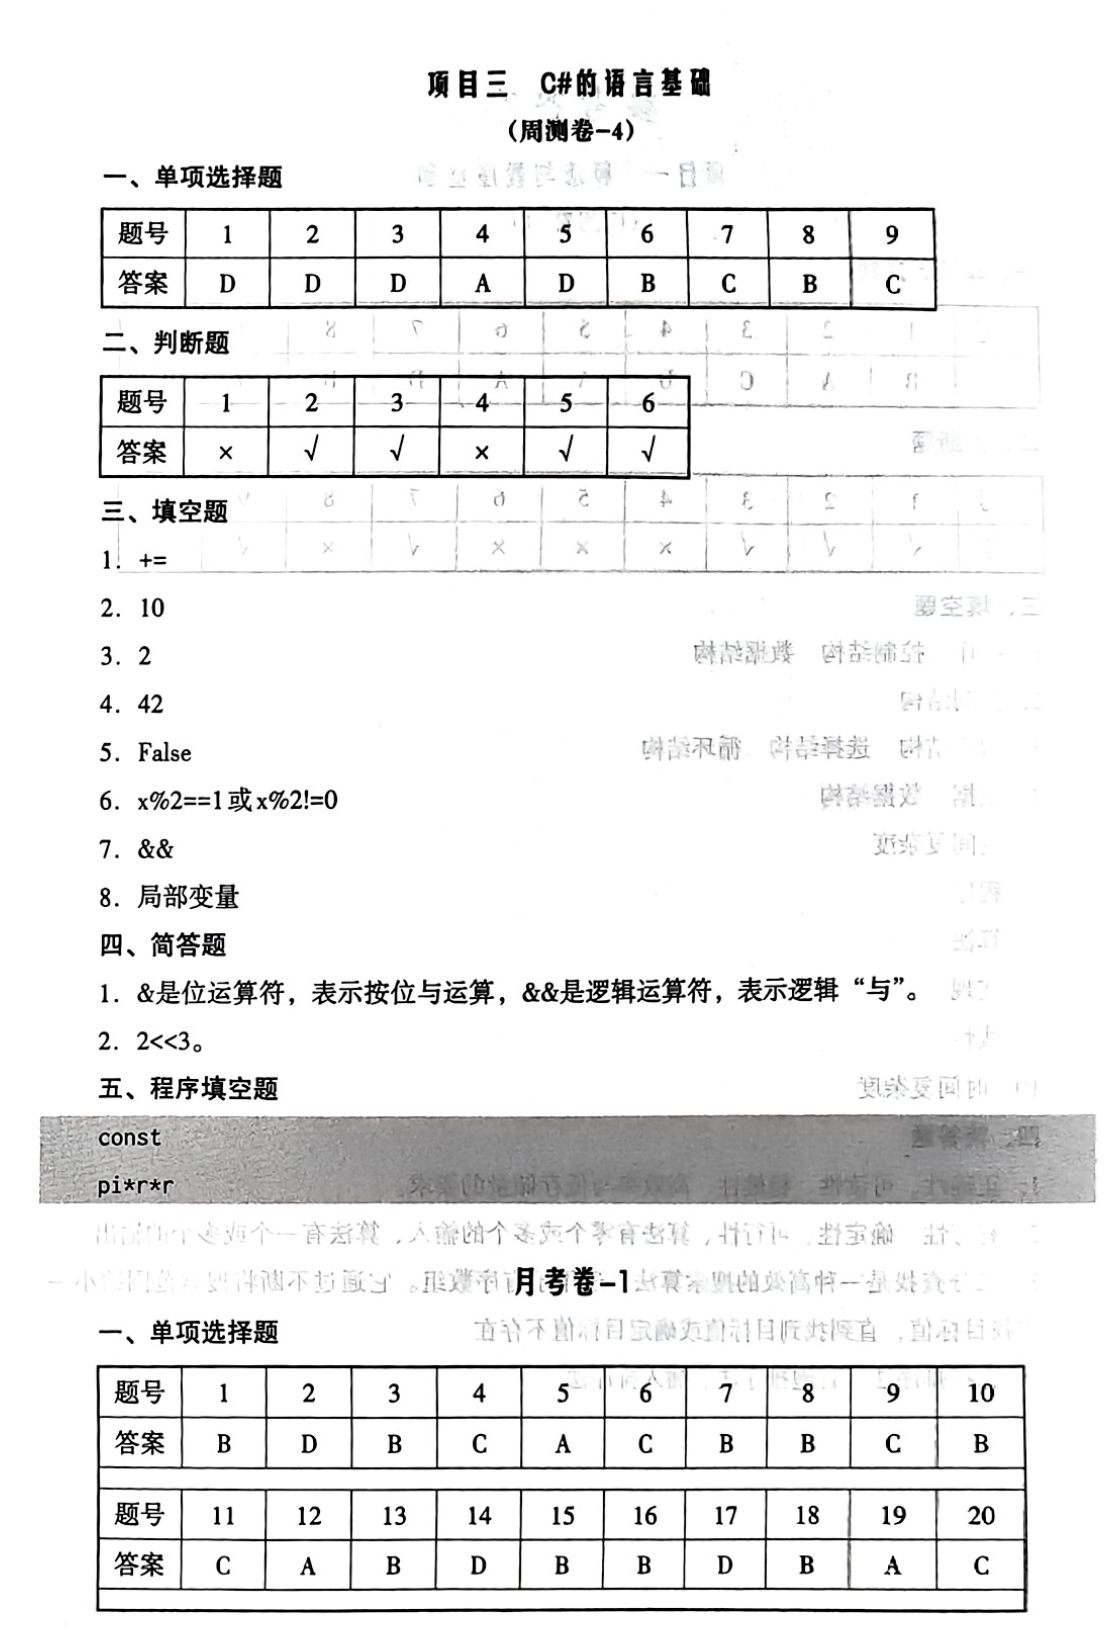 项目三 C#的语言基础
（周测卷-4）
一、单项选择题
题号 1 2 3 4 5 6 7 8 9
答案 D D D A D B C B C
二、判断题
题号 1 2 3 4 5 6
答案 × √ √ × √ √
三、填空题
1. +=
2. 10
3. 2
4. 42
5. False
6. x%2==1或x%2!=0
7. &&
8. 局部变量
四、简答题
1. &是位运算符，表示按位与运算，&&是逻辑运算符，表示逻辑“与”。
2. 2<<3。
五、程序填空题
const
pi*r*r
月考卷-1
一、单项选择题
题号 1 2 3 4 5 6 7 8 9 10
答案 B D B C A C B B C B
题号 11 12 13 14 15 16 17 18 19 20
答案 C A B D B B D B A C